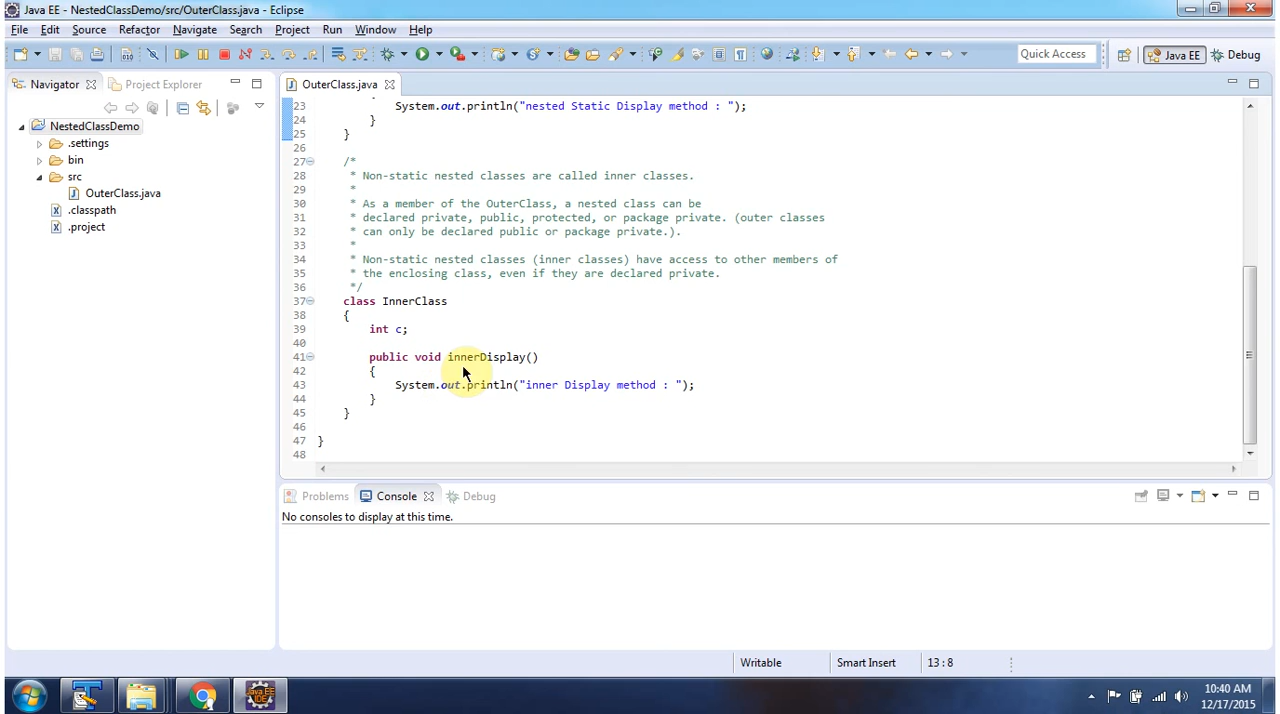 Java EE - NestedClassDemo/src/OuterClass.java - Eclipse
File Edit Source Refactor Navigate Search Project Run Window Help
Quick Access Java EE Debug
Navigator Project Explorer
NestedClassDemo
.settings
bin
src
OuterClass.java
.classpath
.project
OuterClass.java
23 System.out.println("nested Static Display method : ");
24 }
25 }
26
27 /*
28 * Non-static nested classes are called inner classes.
29 *
30 * As a member of the OuterClass, a nested class can be
31 * declared private, public, protected, or package private. (outer classes
32 * can only be declared public or package private.).
33 *
34 * Non-static nested classes (inner classes) have access to other members of
35 * the enclosing class, even if they are declared private.
36 */
37 class InnerClass
38 {
39 int c;
40
41 public void innerDisplay()
42 {
43 System.out.println("inner Display method : ");
44 }
45 }
46
47 }
48
Problems Console Debug
No consoles to display at this time.
Writable Smart Insert 13 : 8
Java EE
IDE
10:40 AM
12/17/2015